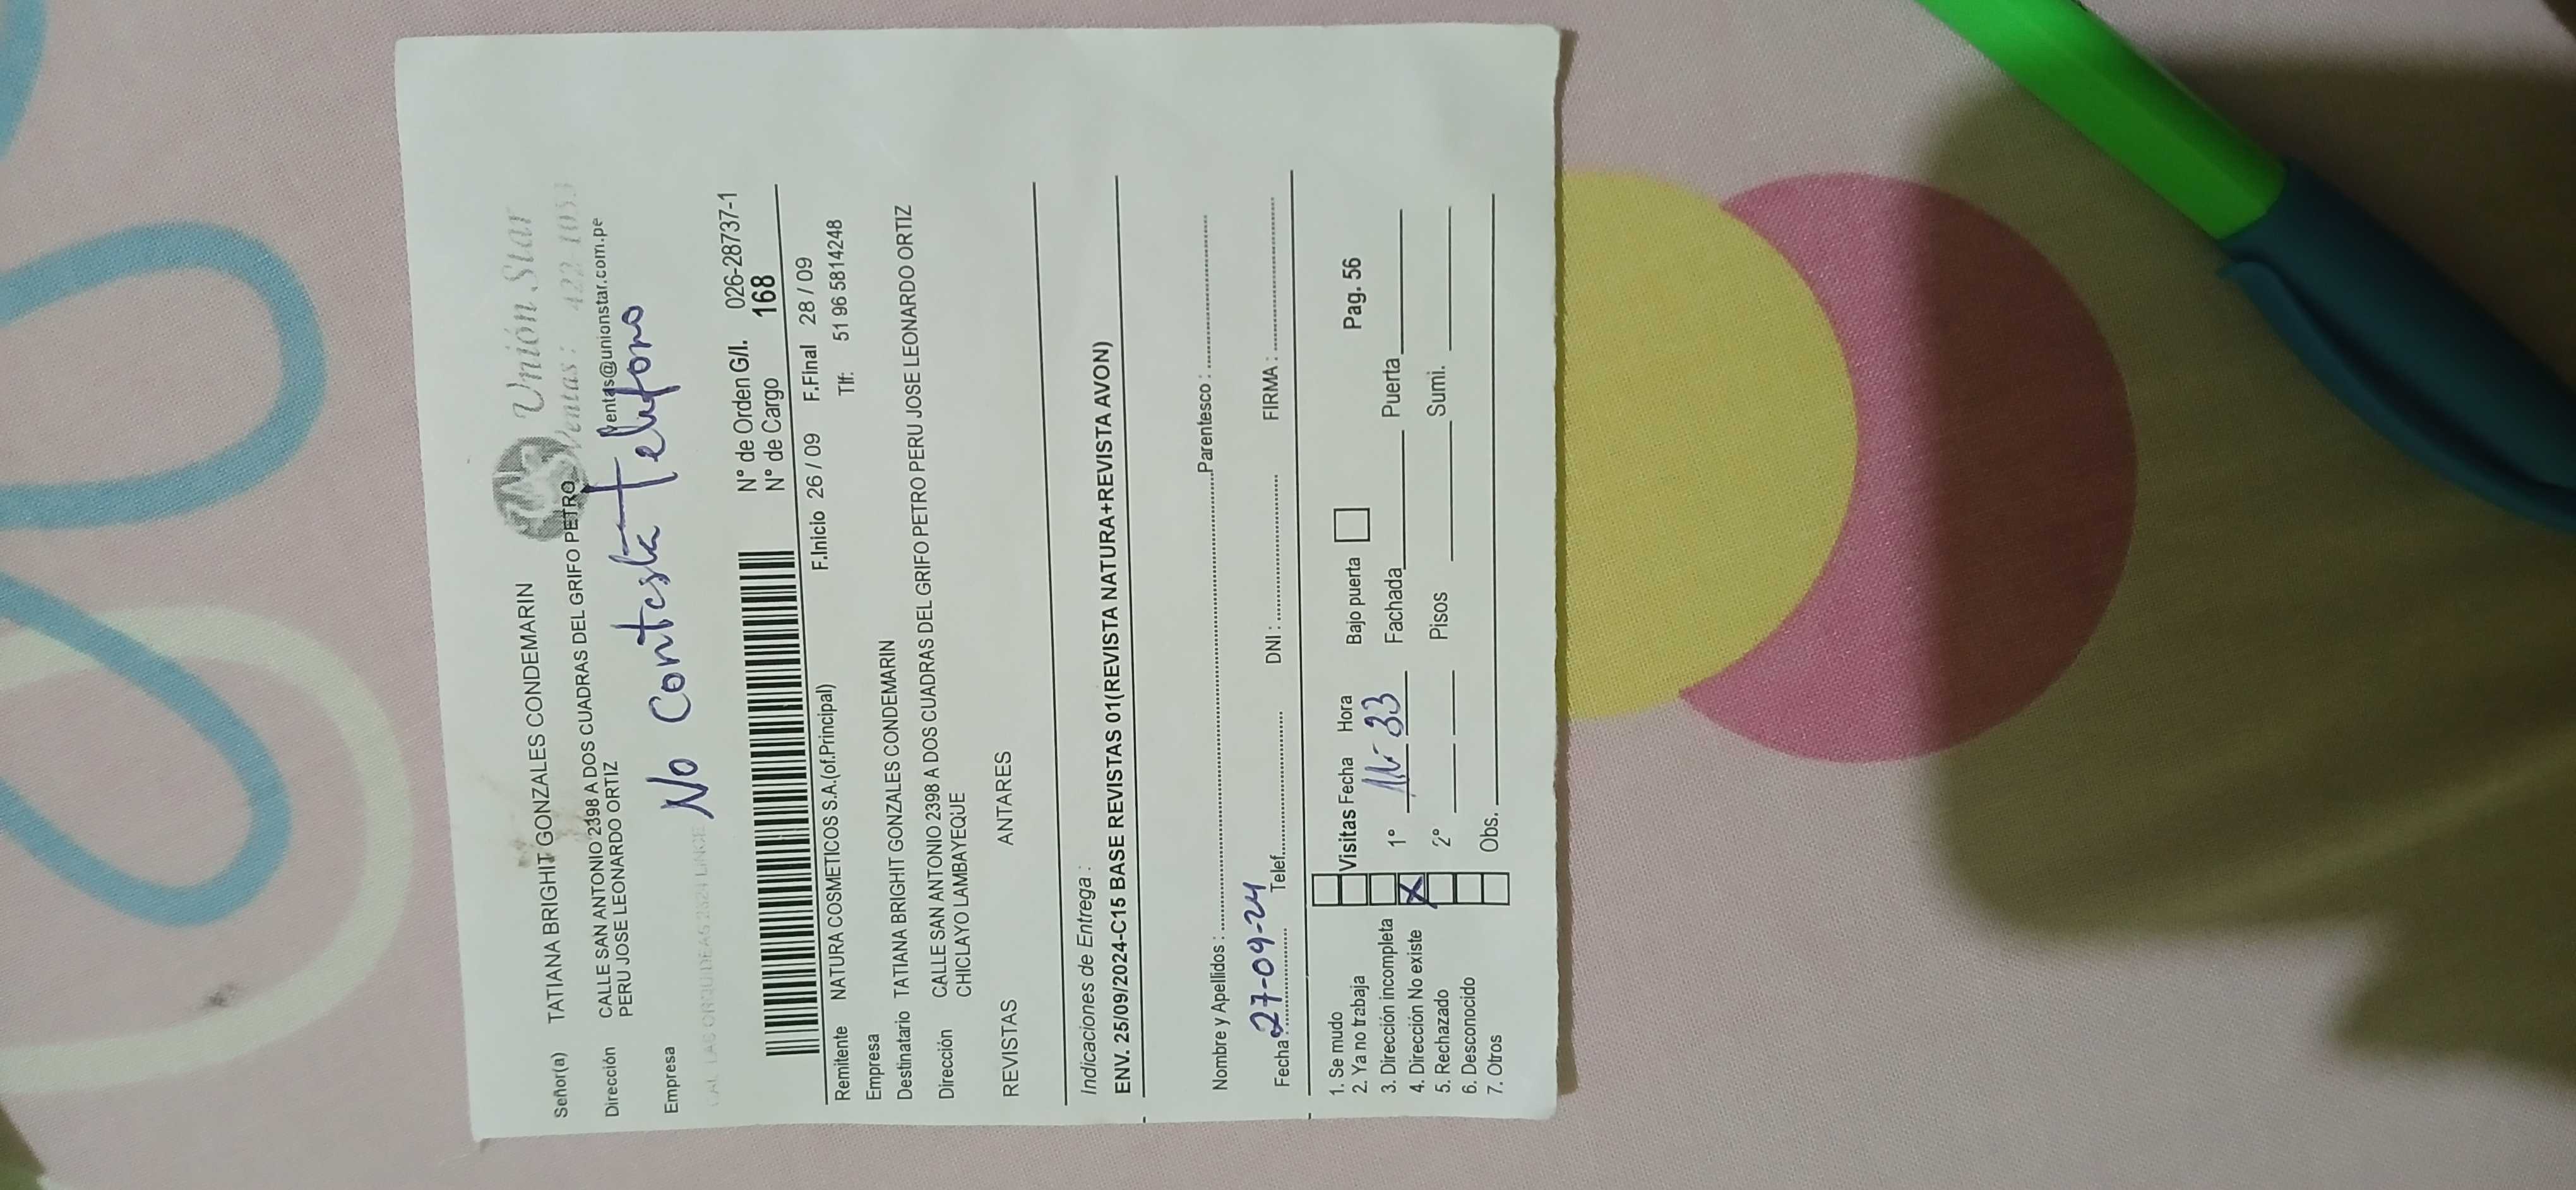 Unión Star
Ventas : 422 1053
ventas@unionstar.com.pe
Señor(a) TATIANA BRIGHIT GONZALES CONDEMARIN
Dirección CALLE SAN ANTONIO 2398 A DOS CUADRAS DEL GRIFO PETRO
PERU JOSE LEONARDO ORTIZ
Empresa
No Contesta Telefono
N° de Orden G/I. 026-28737-1
N° de Cargo 168
F.Inicio 26 / 09 F.Final 28 / 09
Remitente NATURA COSMETICOS S.A.(of.Principal) Tlf: 51 96 5814248
Empresa
Destinatario TATIANA BRIGHIT GONZALES CONDEMARIN
Dirección CALLE SAN ANTONIO 2398 A DOS CUADRAS DEL GRIFO PETRO PERU JOSE LEONARDO ORTIZ
CHICLAYO LAMBAYEQUE
REVISTAS ANTARES
Indicaciones de Entrega :
ENV. 25/09/2024-C15 BASE REVISTAS 01(REVISTA NATURA+REVISTA AVON)
Nombre y Apellidos : Parentesco :
Fecha 27-09-24 Telef. DNI : FIRMA :
1. Se mudo
2. Ya no trabaja Visitas Fecha Hora Bajo puerta Pag. 56
3. Dirección incompleta 1° 33 Fachada Puerta
4. Dirección No existe X
5. Rechazado 2° Pisos Sumi.
6. Desconocido
7. Otros Obs.